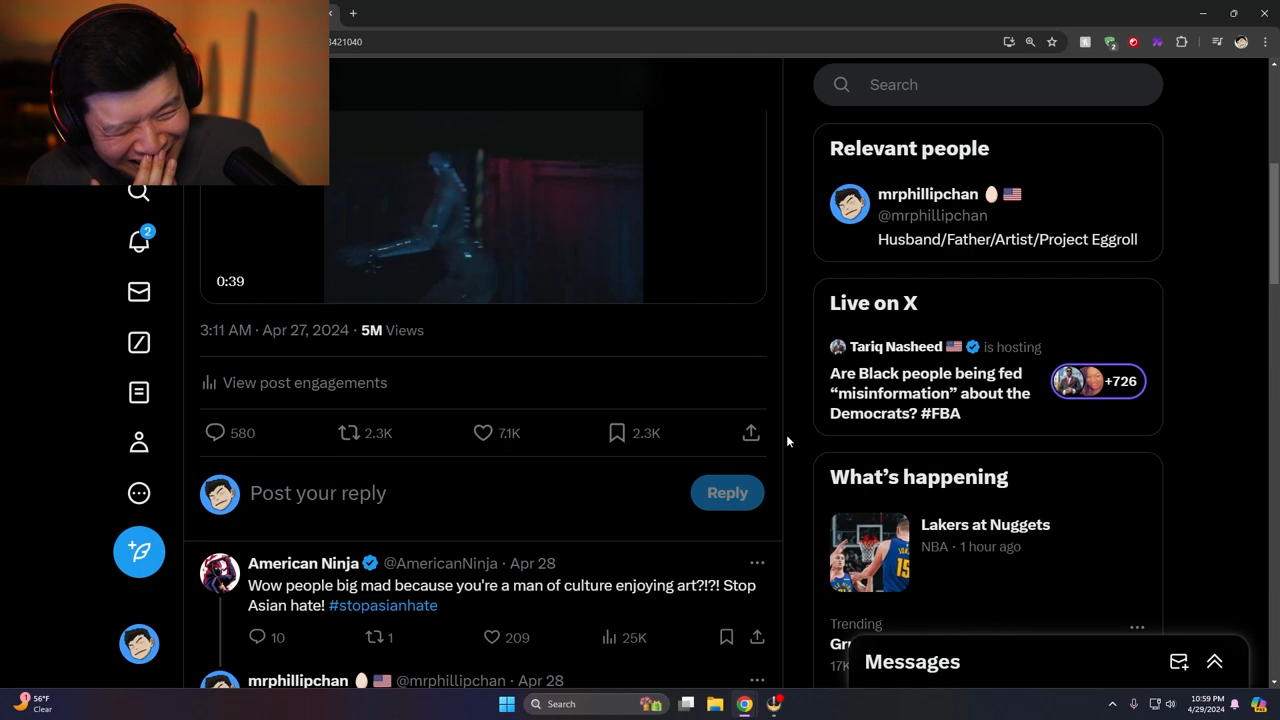 3421040
Search
Relevant people
mrphillipchan
@mrphillipchan
Husband/Father/Artist/Project Eggroll
0:39
2
3:11 AM · Apr 27, 2024 · 5M Views
Live on X
Tariq Nasheed is hosting
Are Black people being fed
“misinformation” about the
Democrats? #FBA
+726
View post engagements
580
2.3K
7.1K
2.3K
Post your reply
Reply
What’s happening
Lakers at Nuggets
NBA · 1 hour ago
American Ninja @AmericanNinja · Apr 28
Wow people big mad because you're a man of culture enjoying art?!?! Stop
Asian hate! #stopasianhate
10
1
209
25K
Trending
17K
Messages
mrphillipchan @mrphillipchan · Apr 28
1
56°F
Clear
Search
10:59 PM
4/29/2024